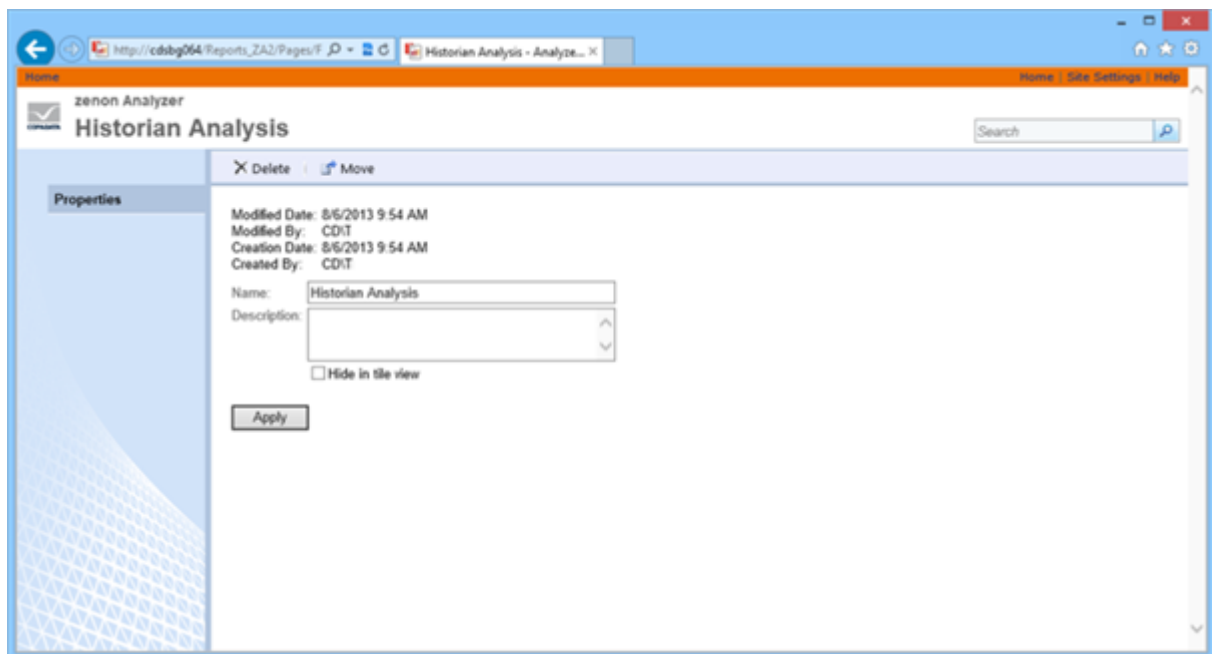 http://cdsbg064/Reports_ZA2/Pages/F
Historian Analysis - Analyze...
Home
Home | Site Settings | Help
zenon Analyzer
Historian Analysis
Search
Delete
Move
Properties
Modified Date: 8/6/2013 9:54 AM
Modified By: CD\T
Creation Date: 8/6/2013 9:54 AM
Created By: CD\T
Name: Historian Analysis
Description:
Hide in tile view
Apply